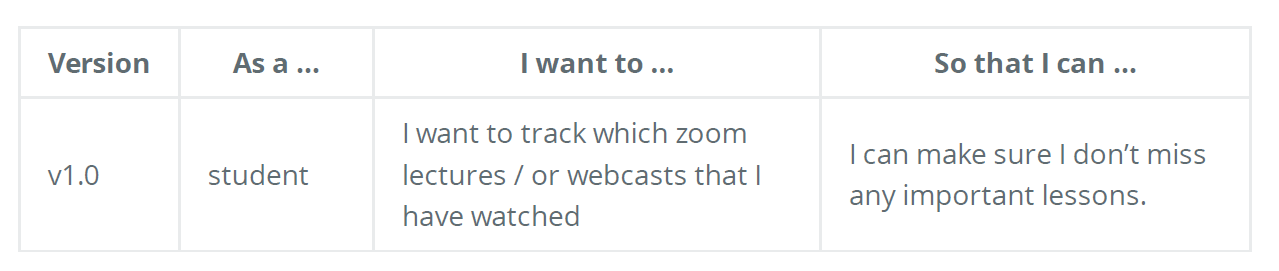 Version As a ... I want to ... So that I can ...
I want to track which zoom
I can make sure I don’t miss
v1.0 student lectures / or webcasts that I
any important lessons.
have watched